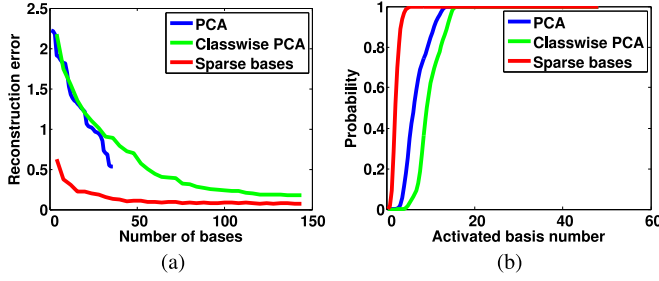 2.5
2
1.5
1
0.5
0
0
50
100
150
Reconstruction error
Number of bases
PCA
Classwise PCA
Sparse bases
(a)
1
0.8
0.6
0.4
0.2
0
0
20
40
60
Probability
Activated basis number
PCA
Classwise PCA
Sparse bases
(b)